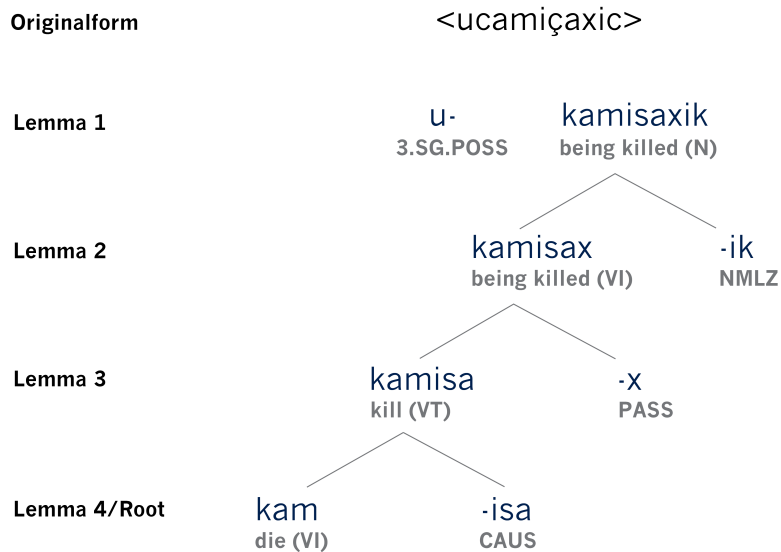 Originalform <ucamiçaxic>
Lemma 1 u- kamisaxik
3.SG.POSS being killed (N)
Lemma 2 kamisax -ik
being killed (VI) NMLZ
Lemma 3 kamisa -x
kill (VT) PASS
Lemma 4/Root kam -isa
die (VI) CAUS